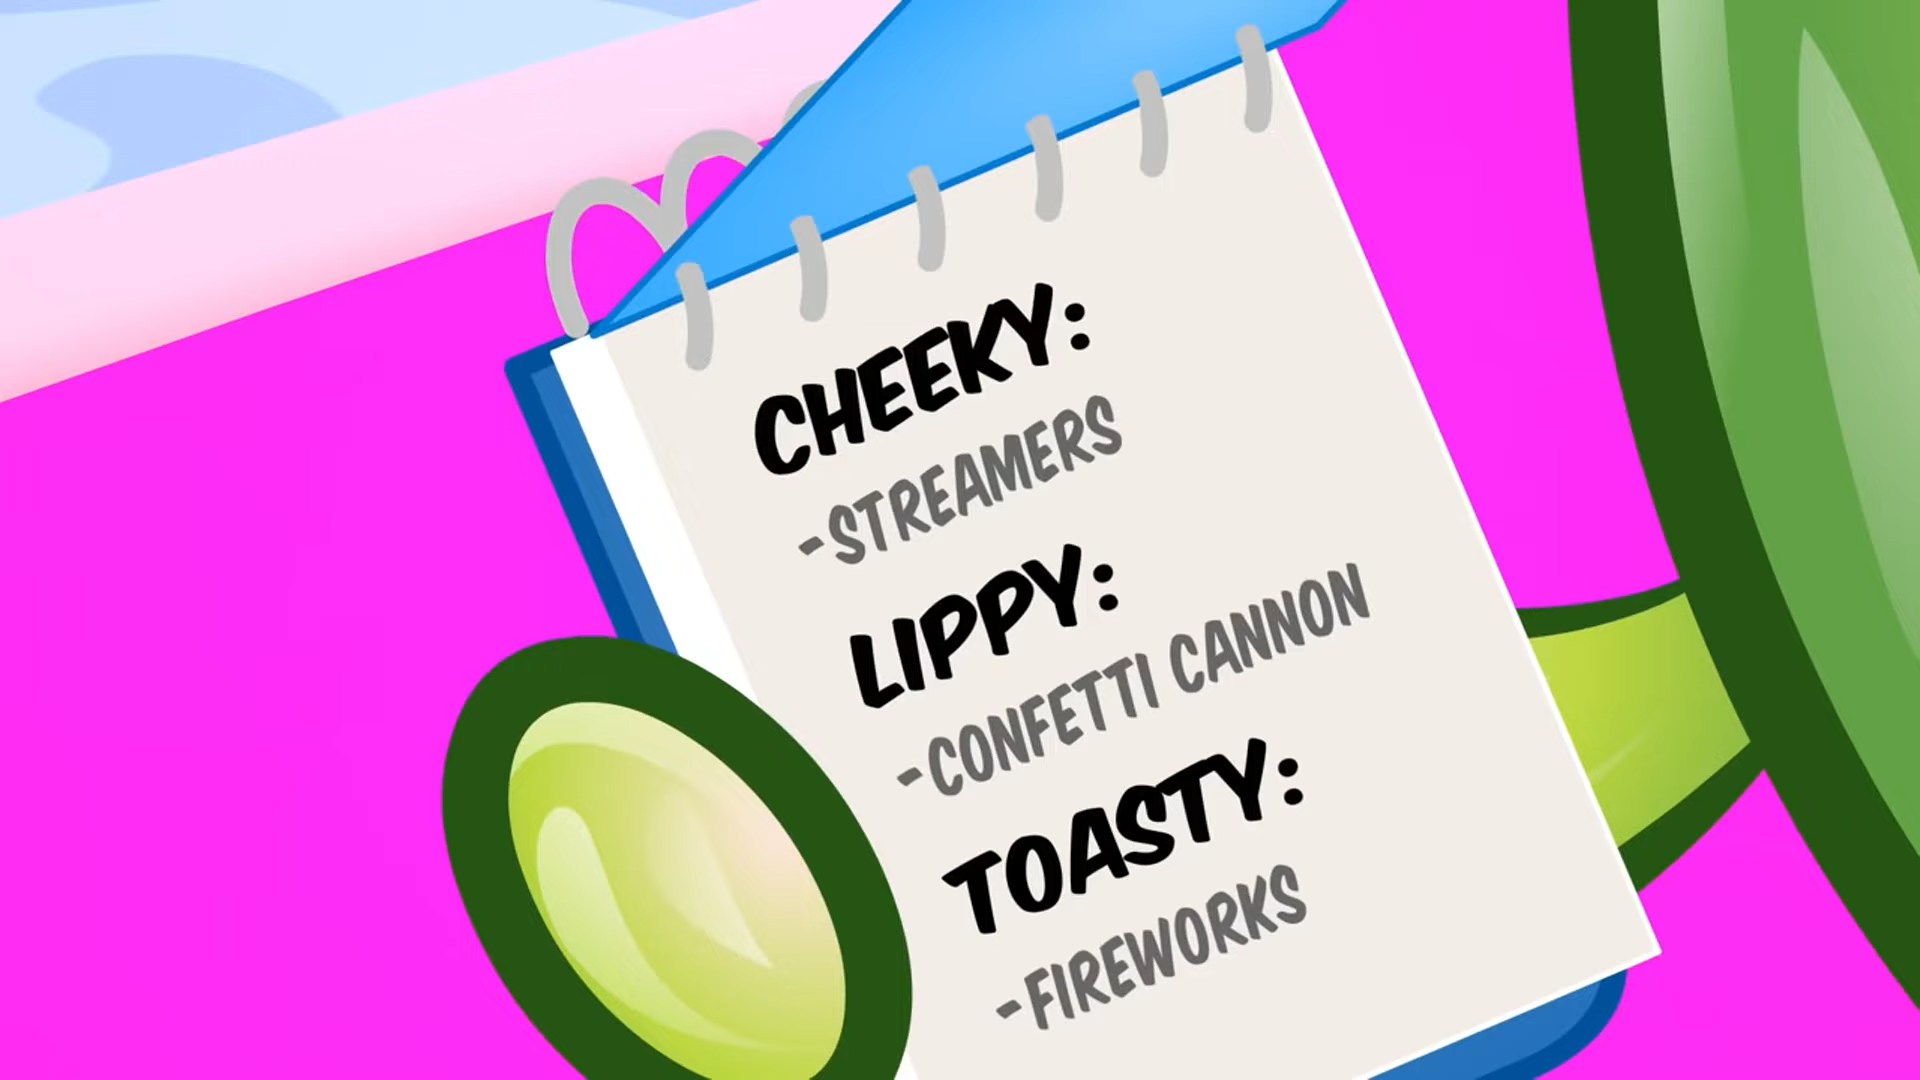 CHEEKY:
-STREAMERS
LIPPY:
-CONFETTI CANNON
TOASTY:
-FIREWORKS